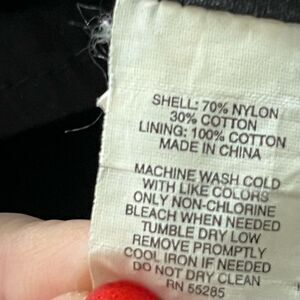 SHELL: 70% NYLON
30% COTTON
LINING: 100% COTTON
MADE IN CHINA
MACHINE WASH COLD
WITH LIKE COLORS
ONLY NON-CHLORINE
BLEACH WHEN NEEDED
TUMBLE DRY LOW
REMOVE PROMPTLY
COOL IRON IF NEEDED
DO NOT DRY CLEAN
RN 55285